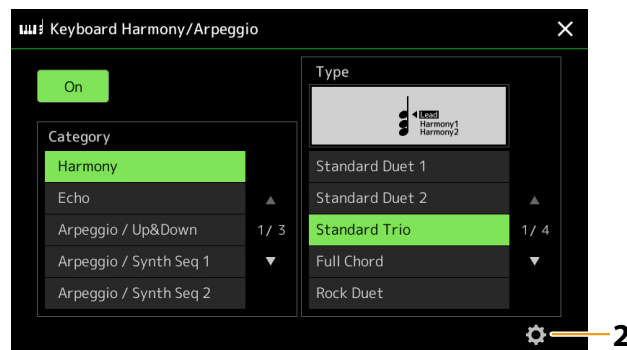 Keyboard Harmony/Arpeggio
On
Category
Harmony
Echo
Arpeggio / Up&Down
Arpeggio / Synth Seq 1
Arpeggio / Synth Seq 2
1/ 3
Type
Lead
Harmony1
Harmony2
Standard Duet 1
Standard Duet 2
Standard Trio
Full Chord
Rock Duet
1/ 4
2